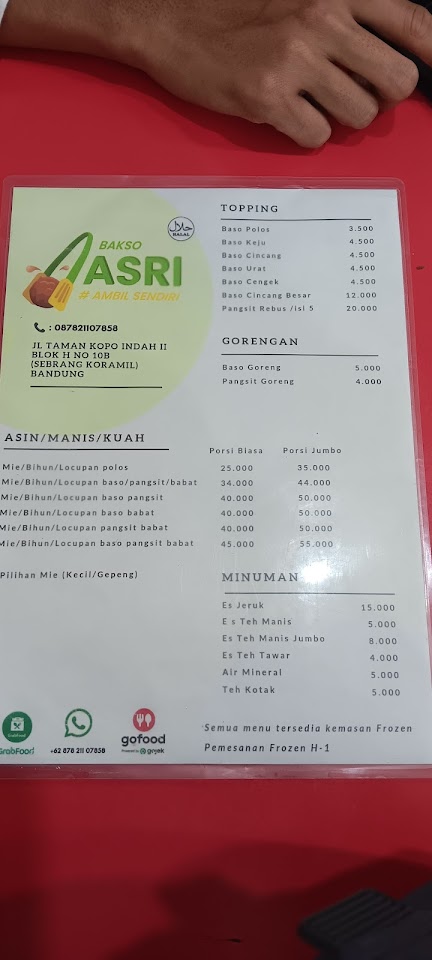 BAKSO
ASRI
# AMBIL SENDIRI
حلال
HALAL
: 087821107858
JL TAMAN KOPO INDAH II
BLOK H NO 10B
(SEBRANG KORAMIL)
BANDUNG
TOPPING
Baso Polos 3.500
Baso Keju 4.500
Baso Cincang 4.500
Baso Urat 4.500
Baso Cengek 4.500
Baso Cincang Besar 12.000
Pangsit Rebus /isi 5 20.000
GORENGAN
Baso Goreng 5.000
Pangsit Goreng 4.000
ASIN/MANIS/KUAH
Porsi Biasa Porsi Jumbo
Mie/Bihun/Locupan polos 25.000 35.000
Mie/Bihun/Locupan baso/pangsit/babat 34.000 44.000
Mie/Bihun/Locupan baso pangsit 40.000 50.000
Mie/Bihun/Locupan baso babat 40.000 50.000
Mie/Bihun/Locupan pangsit babat 40.000 50.000
Mie/Bihun/Locupan baso pangsit babat 45.000 55.000
Pilihan Mie (Kecil/Gepeng)
MINUMAN
Es Jeruk 15.000
E s Teh Manis 5.000
Es Teh Manis Jumbo 8.000
Es Teh Tawar 4.000
Air Mineral 5.000
Teh Kotak 5.000
GrabFood
GrabFood
+62 878 211 07858
gofood
Powered by gojek
Semua menu tersedia kemasan Frozen
Pemesanan Frozen H-1